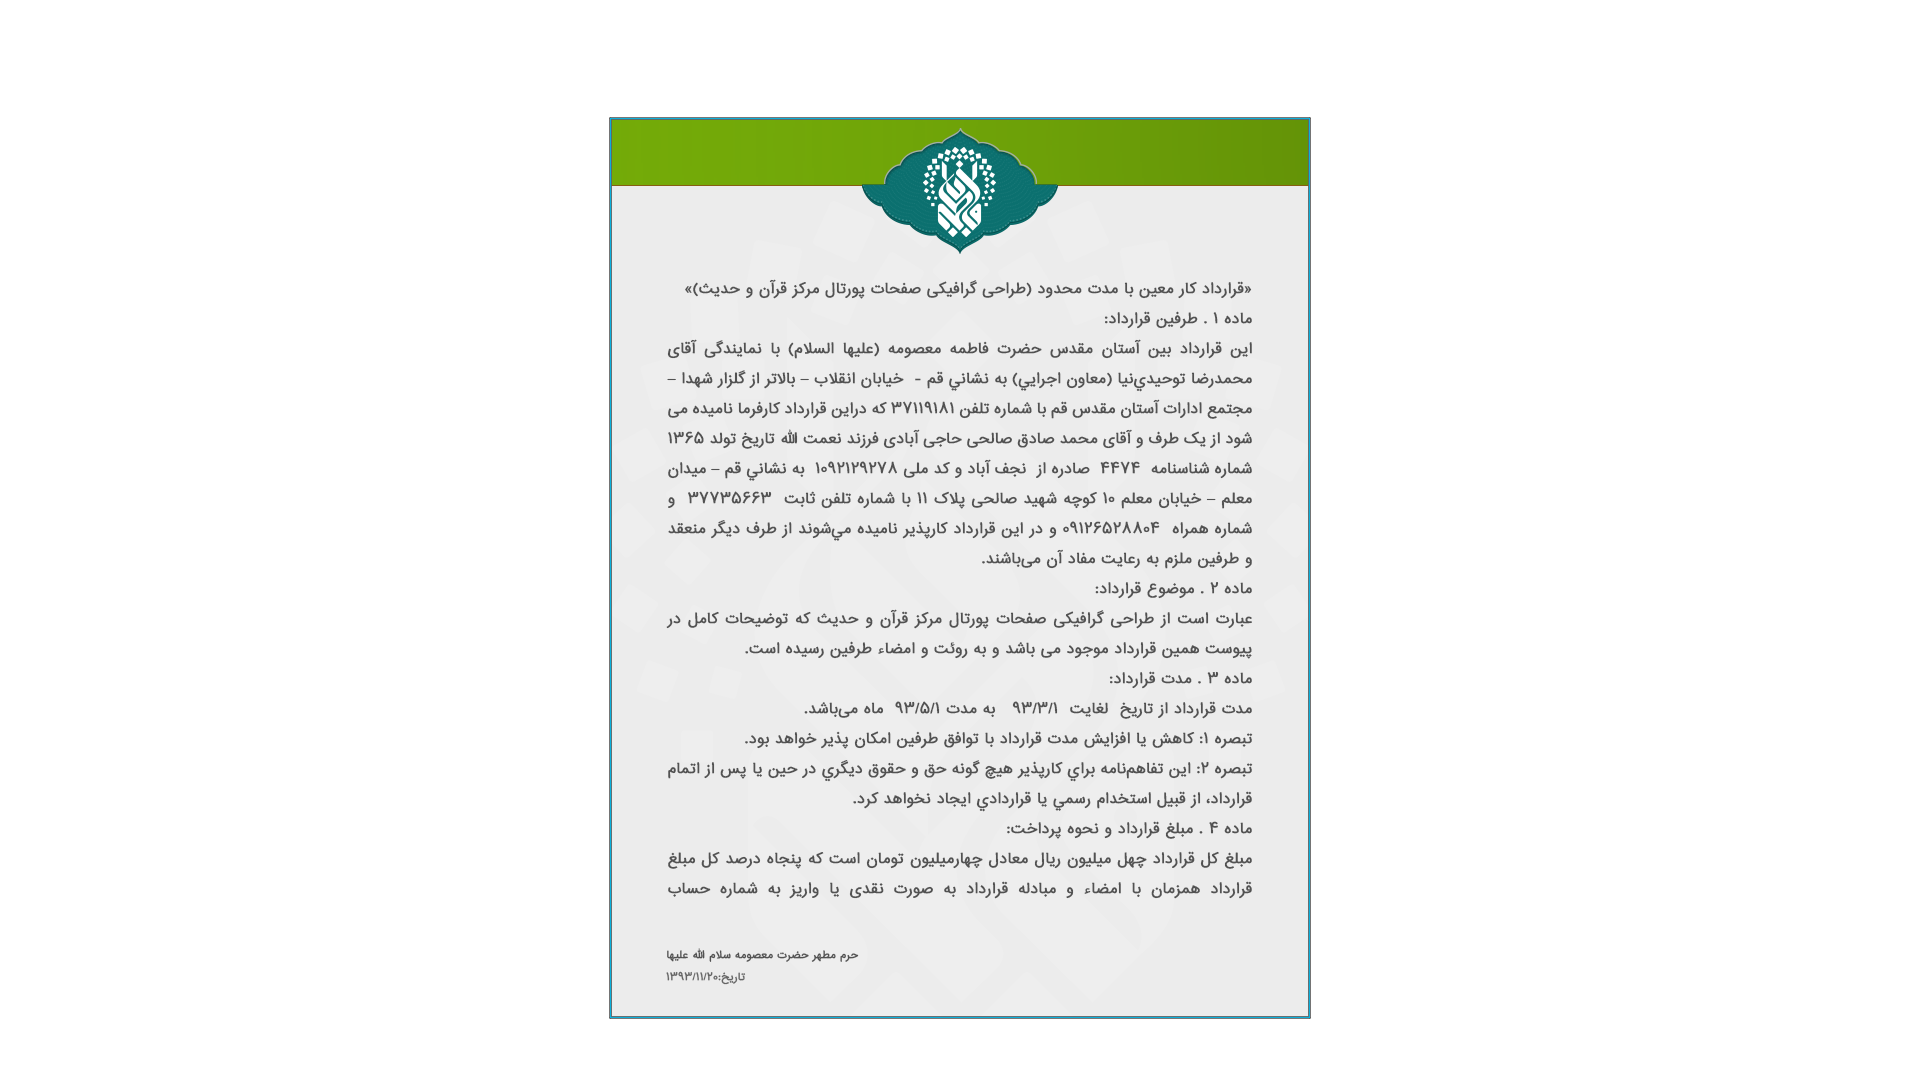 «قرارداد کار معین با مدت محدود (طراحی گرافیکی صفحات پورتال مرکز قرآن و حدیث)»
ماده ۱ . طرفین قرارداد:
این قرارداد بین آستان مقدس حضرت فاطمه معصومه (علیها السلام) با نمایندگی آقای
محمدرضا توحیدي‌نیا (معاون اجرایي) به نشاني قم - خیابان انقلاب – بالاتر از گلزار شهدا –
مجتمع ادارات آستان مقدس قم با شماره تلفن ۳۷۱۱۹۱۸۱ که دراین قرارداد کارفرما نامیده می
شود از یک طرف و آقای محمد صادق صالحی حاجی آبادی فرزند نعمت الله تاریخ تولد ۱۳۶۵
شماره شناسنامه ۴۴۷۴ صادره از نجف آباد و کد ملی ۱۰۹۲۱۲۹۲۷۸ به نشاني قم – میدان
معلم – خیابان معلم ۱۰ کوچه شهید صالحی پلاک ۱۱ با شماره تلفن ثابت ۳۷۷۳۵۶۶۳ و
شماره همراه ۰۹۱۲۶۵۲۸۸۰۴ و در این قرارداد کارپذیر نامیده مي‌شوند از طرف دیگر منعقد
و طرفین ملزم به رعایت مفاد آن می‌باشند.
ماده ۲ . موضوع قرارداد:
عبارت است از طراحی گرافیکی صفحات پورتال مرکز قرآن و حدیث که توضیحات کامل در
پیوست همین قرارداد موجود می باشد و به روئت و امضاء طرفین رسیده است.
ماده ۳ . مدت قرارداد:
مدت قرارداد از تاریخ لغایت ۹۳/۳/۱ به مدت ۹۳/۵/۱ ماه می‌باشد.
تبصره ۱: کاهش یا افزایش مدت قرارداد با توافق طرفین امکان پذیر خواهد بود.
تبصره ۲: این تفاهم‌نامه براي کارپذیر هیچ گونه حق و حقوق دیگري در حین یا پس از اتمام
قرارداد، از قبیل استخدام رسمي یا قراردادي ایجاد نخواهد کرد.
ماده ۴ . مبلغ قرارداد و نحوه پرداخت:
مبلغ کل قرارداد چهل میلیون ریال معادل چهارمیلیون تومان است که پنجاه درصد کل مبلغ
قرارداد همزمان با امضاء و مبادله قرارداد به صورت نقدی یا واریز به شماره حساب
حرم مطهر حضرت معصومه سلام الله علیها
تاریخ:۱۳۹۳/۱۱/۲۰